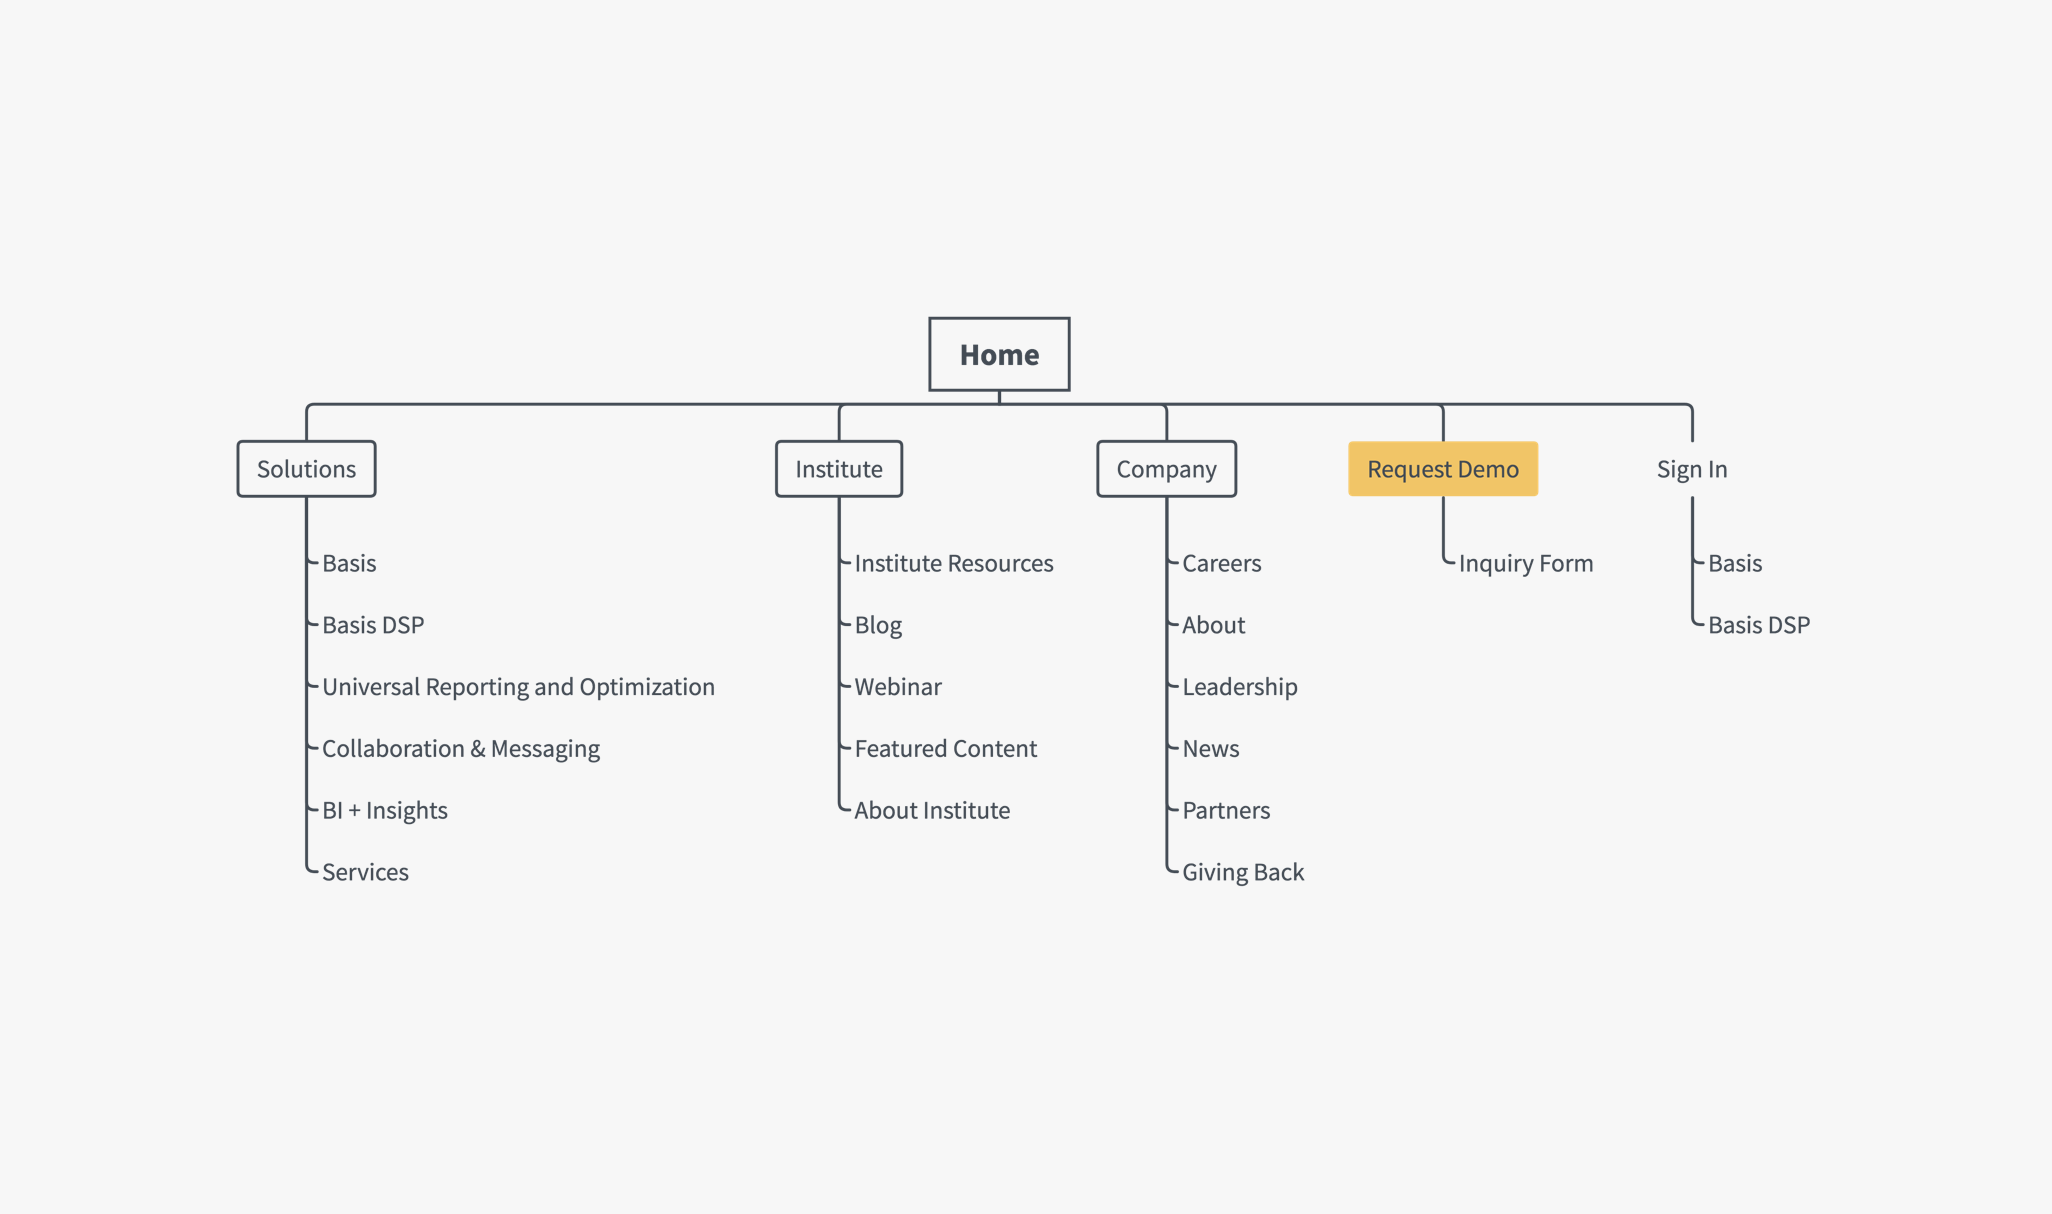 Home
Solutions
Institute
Company
Request Demo
Sign In
Basis
Basis DSP
Universal Reporting and Optimization
Collaboration & Messaging
BI + Insights
Services
Institute Resources
Blog
Webinar
Featured Content
About Institute
Careers
About
Leadership
News
Partners
Giving Back
Inquiry Form
Basis
Basis DSP